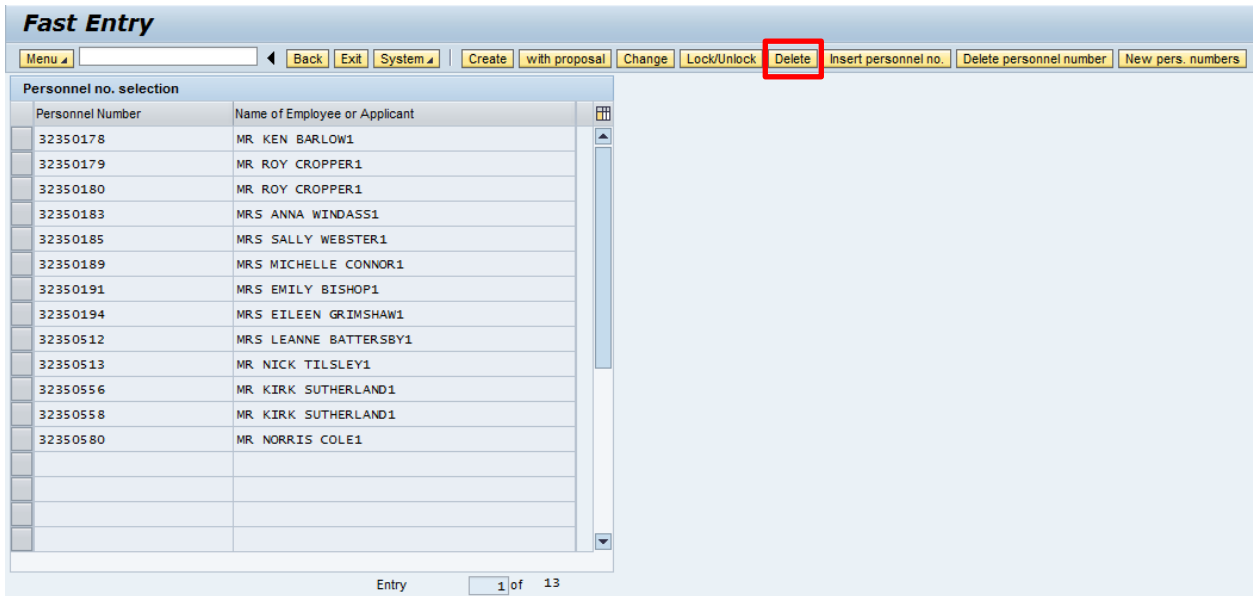 Fast Entry
Menu Back Exit System Create with proposal Change Lock/Unlock Delete Insert personnel no. Delete personnel number New pers. numbers
Personnel no. selection
Personnel Number Name of Employee or Applicant
32350178 MR KEN BARLOW1
32350179 MR ROY CROPPER1
32350180 MR ROY CROPPER1
32350183 MRS ANNA WINDASS1
32350185 MRS SALLY WEBSTER1
32350189 MRS MICHELLE CONNOR1
32350191 MRS EMILY BISHOP1
32350194 MRS EILEEN GRIMSHAW1
32350512 MRS LEANNE BATTERSBY1
32350513 MR NICK TILSLEY1
32350556 MR KIRK SUTHERLAND1
32350558 MR KIRK SUTHERLAND1
32350580 MR NORRIS COLE1
Entry 1 of 13